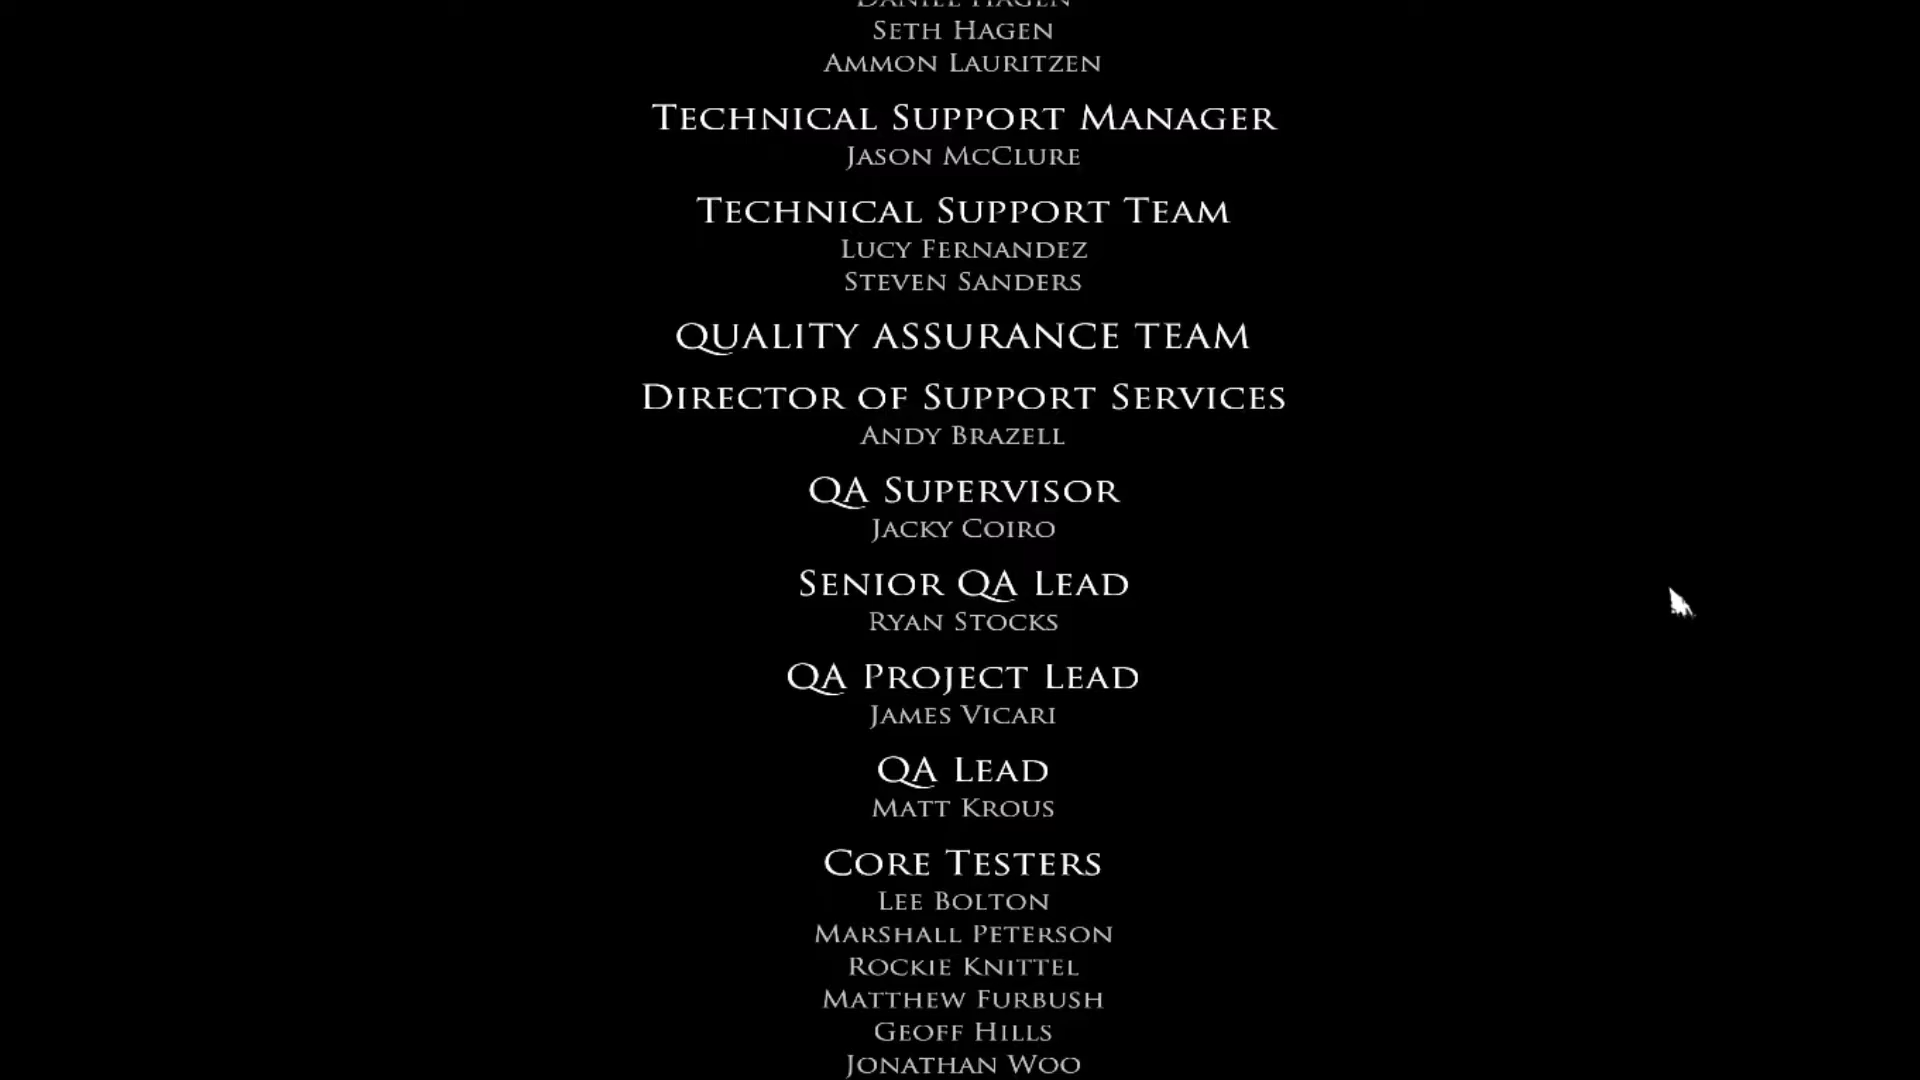 Daniel Hagen
Seth Hagen
Ammon Lauritzen
Technical Support Manager
Jason McClure
Technical Support Team
Lucy Fernandez
Steven Sanders
QUALITY ASSURANCE TEAM
Director of Support Services
Andy Brazell
QA Supervisor
Jacky Coiro
Senior QA Lead
Ryan Stocks
QA Project Lead
James Vicari
QA Lead
Matt Krous
Core Testers
Lee Bolton
Marshall Peterson
Rockie Knittel
Matthew Furbush
Geoff Hills
Jonathan Woo